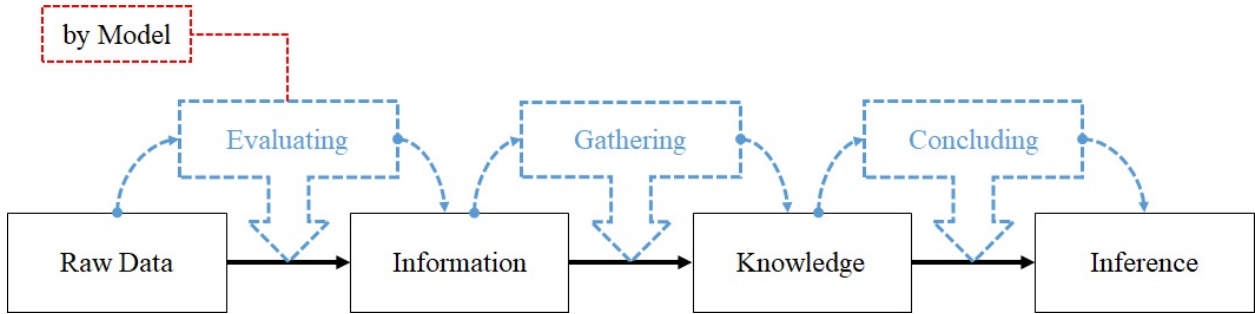 by Model
Evaluating
Gathering
Concluding
Raw Data
Information
Knowledge
Inference